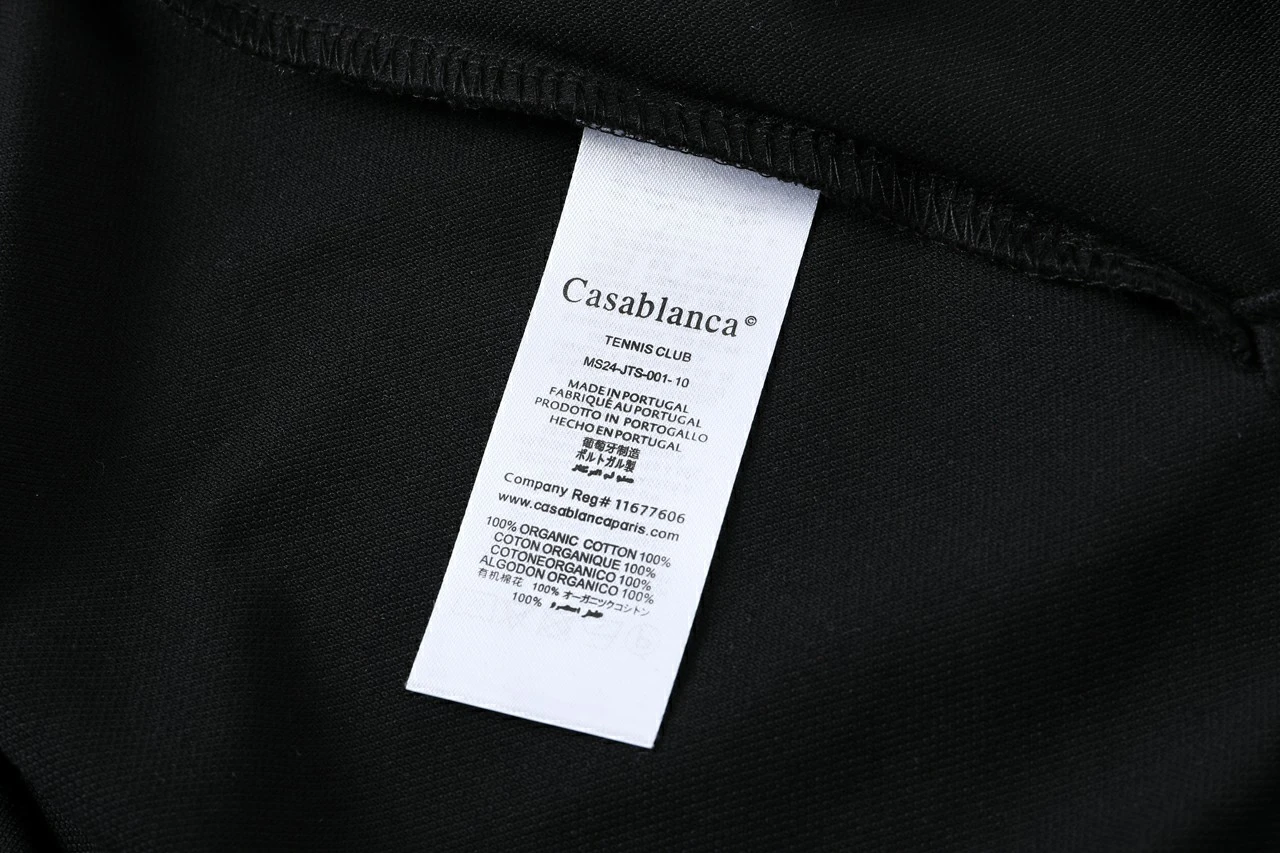 Casablanca©
TENNIS CLUB
MS24-JTS-001-10
MADE IN PORTUGAL
FABRIQUÉ AU PORTUGAL
PRODOTTO IN PORTOGALLO
HECHO EN PORTUGAL
葡萄牙制造
ポルトガル製
Company Reg# 11677606
www.casablancaparis.com
100% ORGANIC COTTON 100%
COTON ORGANIQUE 100%
COTONEORGANICO 100%
ALGODON ORGANICO 100%
有机棉花 100% オーガニックコシトン
100%